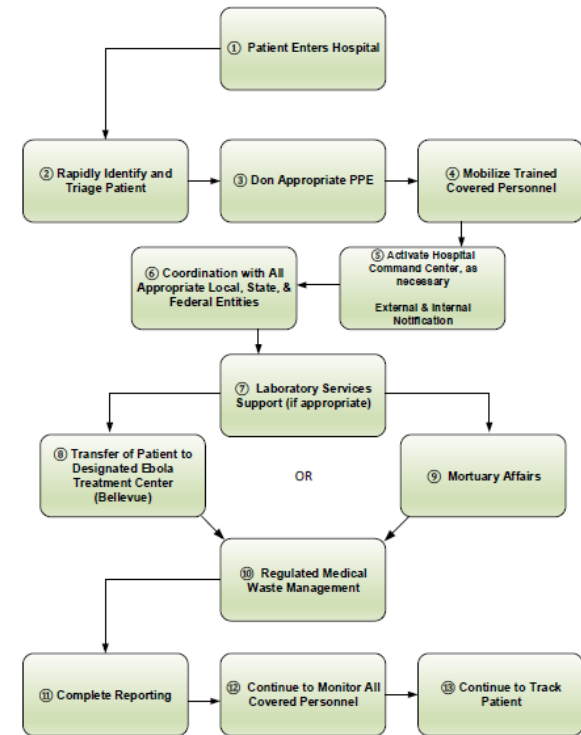 ① Patient Enters Hospital
② Rapidly Identify and
Triage Patient
③ Don Appropriate PPE
④ Mobilize Trained
Covered Personnel
⑤ Activate Hospital
Command Center, as
necessary
External & Internal
Notification
⑥ Coordination with All
Appropriate Local, State, &
Federal Entities
⑦ Laboratory Services
Support (if appropriate)
⑧ Transfer of Patient to
Designated Ebola
Treatment Center
(Bellevue)
OR
⑨ Mortuary Affairs
⑩ Regulated Medical
Waste Management
⑪ Complete Reporting
⑫ Continue to Monitor All
Covered Personnel
⑬ Continue to Track
Patient